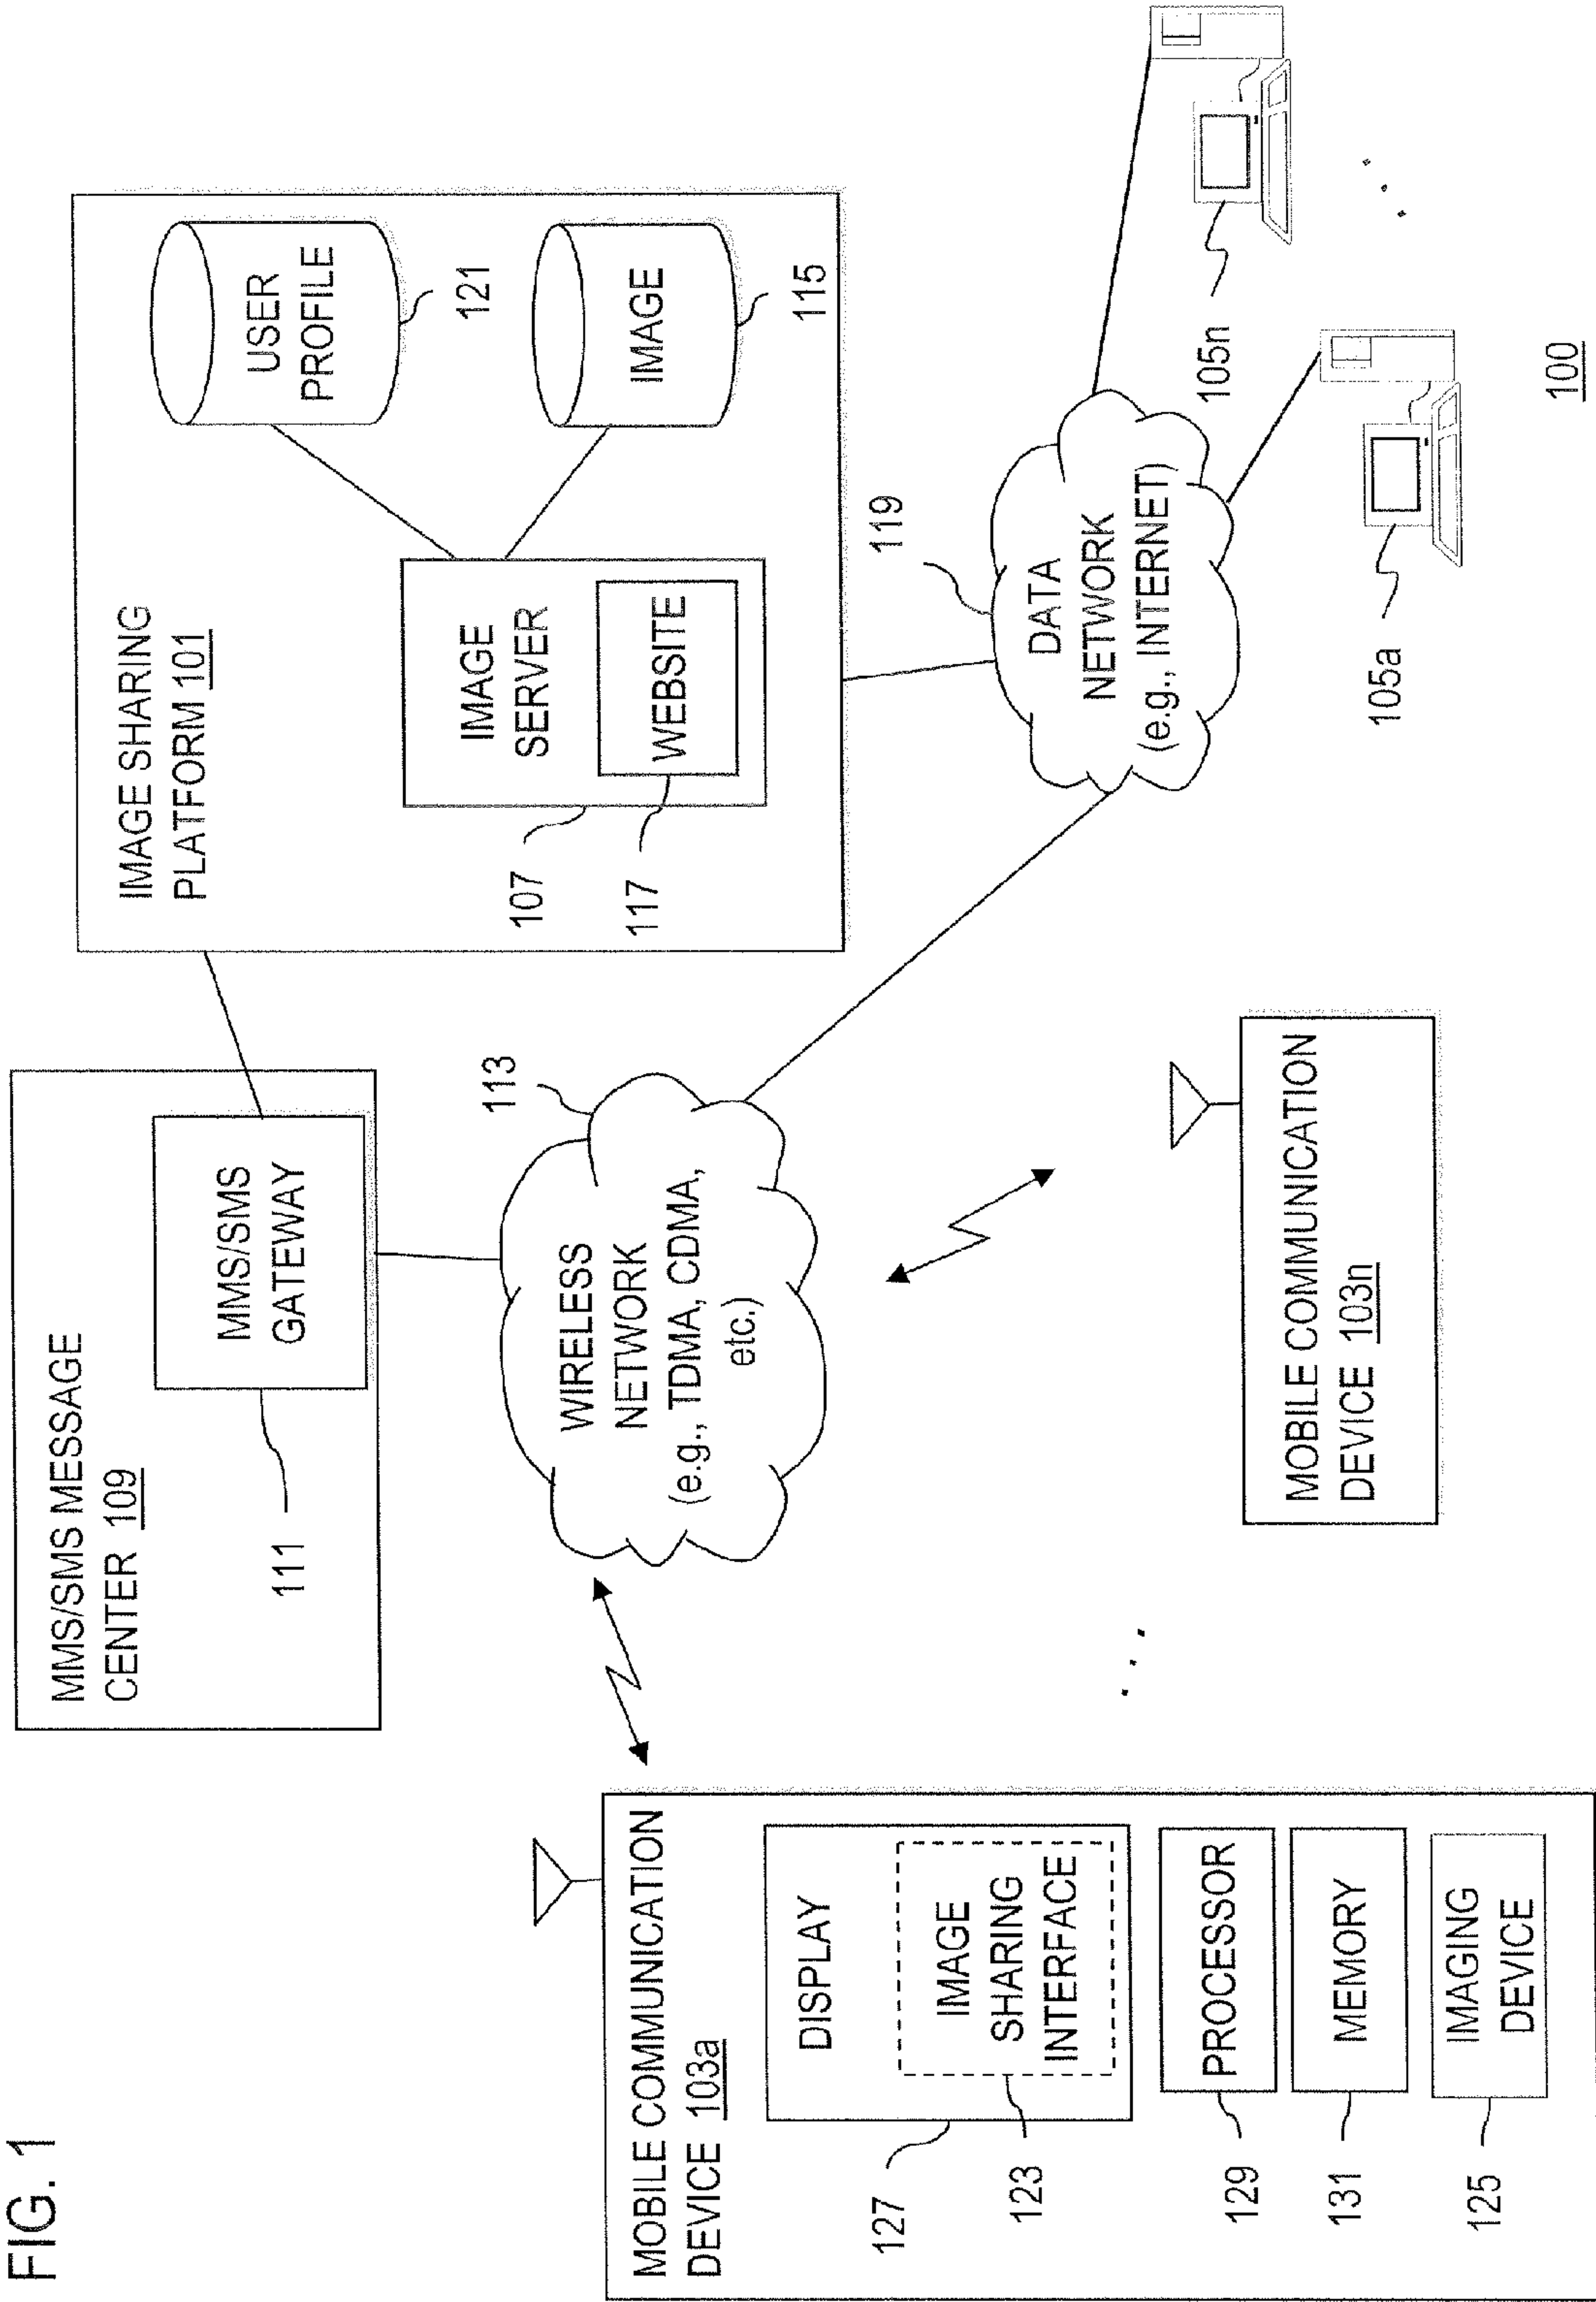 FIG. 1
MMS/SMS MESSAGE
CENTER 109
MMS/SMS
GATEWAY
111
IMAGE SHARING
PLATFORM 101
USER
PROFILE
121
IMAGE
SERVER
WEBSITE
107
117
IMAGE
115
WIRELESS
NETWORK
(e.g., TDMA, CDMA,
etc.)
113
DATA
NETWORK
(e.g., INTERNET)
119
105n
105a
MOBILE COMMUNICATION
DEVICE 103a
DISPLAY
IMAGE
SHARING
INTERFACE
127
123
PROCESSOR
129
MEMORY
131
IMAGING
DEVICE
125
MOBILE COMMUNICATION
DEVICE 103n
100